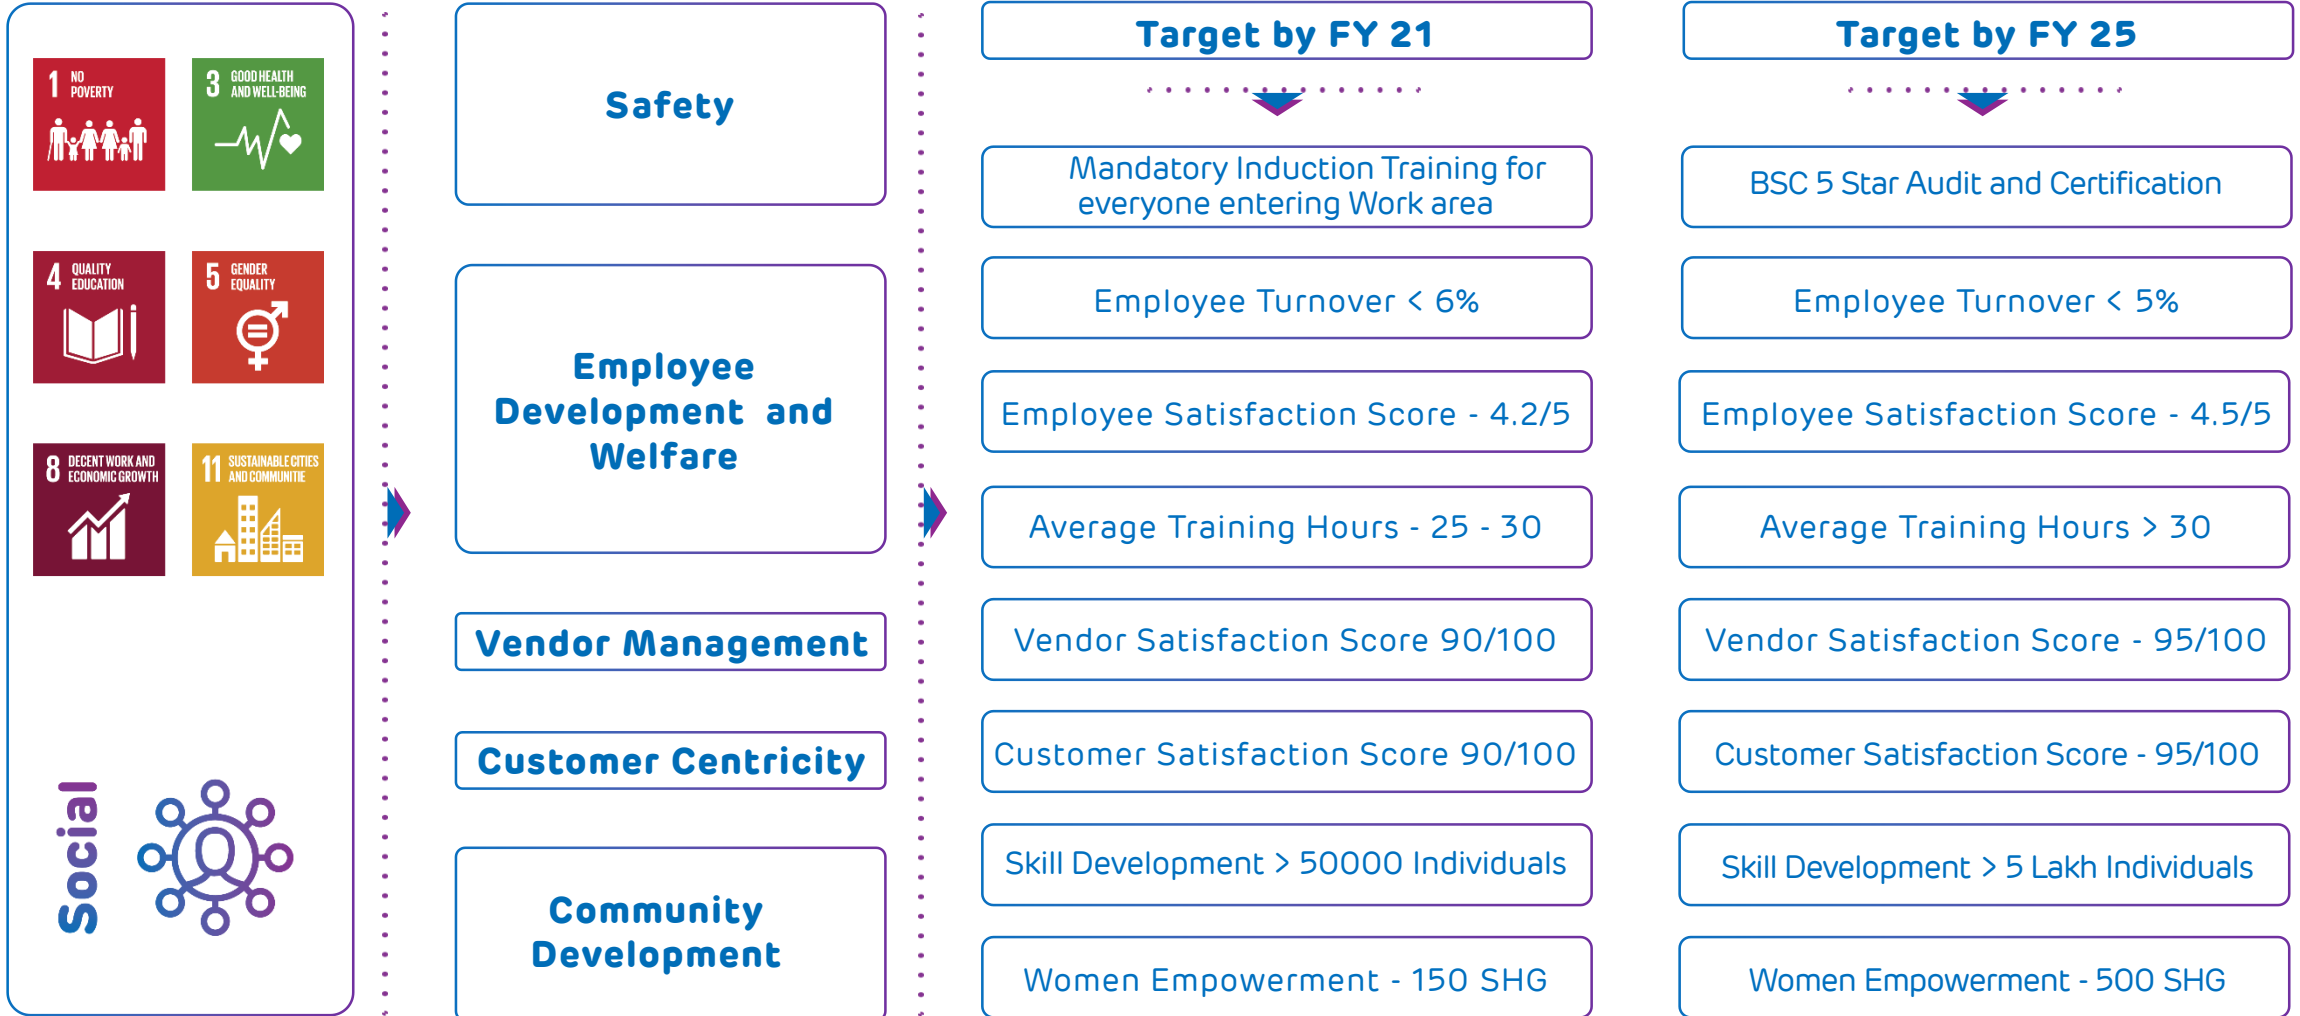 1 NO
POVERTY
3 GOOD HEALTH
AND WELL-BEING
4 QUALITY
EDUCATION
5 GENDER
EQUALITY
8 DECENT WORK AND
ECONOMIC GROWTH
11 SUSTAINABLE CITIES
AND COMMUNITIE
Social
Safety
Employee
Development and
Welfare
Vendor Management
Customer Centricity
Community
Development
Target by FY 21
Mandatory Induction Training for
everyone entering Work area
Employee Turnover < 6%
Employee Satisfaction Score - 4.2/5
Average Training Hours - 25 - 30
Vendor Satisfaction Score 90/100
Customer Satisfaction Score 90/100
Skill Development > 50000 Individuals
Women Empowerment - 150 SHG
Target by FY 25
BSC 5 Star Audit and Certification
Employee Turnover < 5%
Employee Satisfaction Score - 4.5/5
Average Training Hours > 30
Vendor Satisfaction Score - 95/100
Customer Satisfaction Score - 95/100
Skill Development > 5 Lakh Individuals
Women Empowerment - 500 SHG